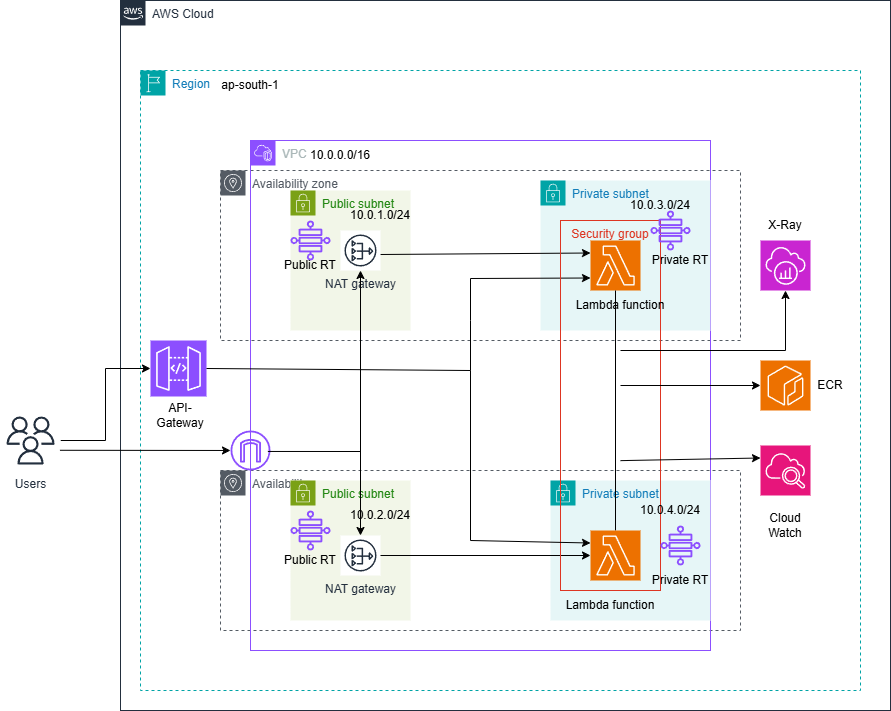 aws
AWS Cloud
Region
ap-south-1
VPC
10.0.0.0/16
Availability zone
Public subnet
10.0.1.0/24
Public RT
NAT gateway
Private subnet
10.0.3.0/24
Security group
Private RT
Lambda function
X-Ray
API-
Gateway
ECR
Users
Public subnet
10.0.2.0/24
Public RT
NAT gateway
Private subnet
10.0.4.0/24
Private RT
Lambda function
Cloud
Watch